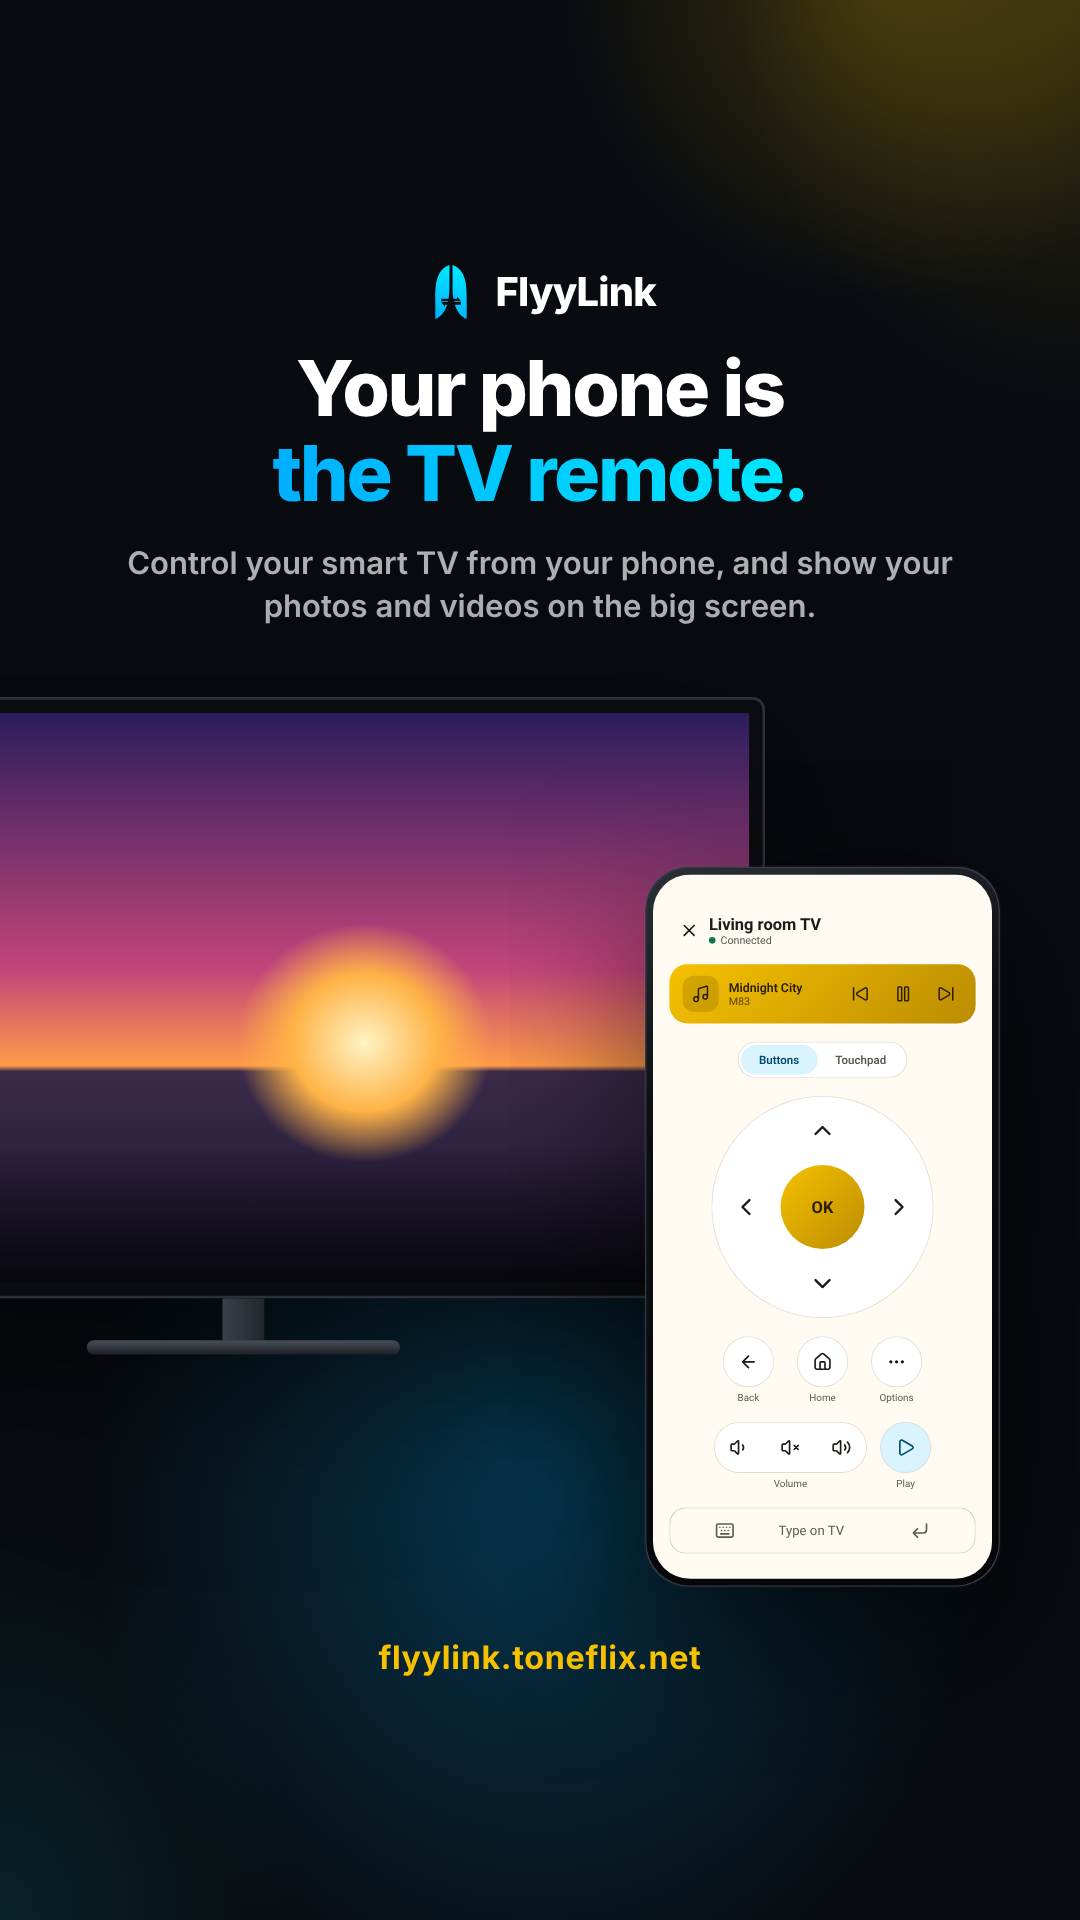 FlyyLink
Your phone is
the TV remote.
Control your smart TV from your phone, and show your
photos and videos on the big screen.
Living room TV
Connected
Midnight City
M83
Buttons Touchpad
OK
Back Home Options
Volume Play
Type on TV
flyylink.toneflix.net